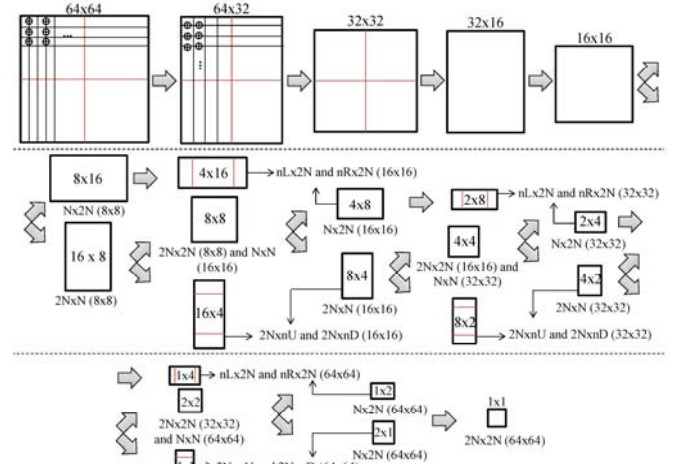 64x64
64x32
32x32
32x16
16x16
...
8x16
Nx2N (8x8)
16 x 8
2NxN (8x8)
4x16
nLx2N and nRx2N (16x16)
8x8
2Nx2N (8x8) and NxN
(16x16)
16x4
2NxnU and 2NxnD (16x16)
4x8
Nx2N (16x16)
8x4
2NxN (16x16)
2x8
nLx2N and nRx2N (32x32)
4x4
2Nx2N (16x16) and
NxN (32x32)
8x2
2NxnU and 2NxnD (32x32)
2x4
Nx2N (32x32)
4x2
2NxN (32x32)
1x4
nLx2N and nRx2N (64x64)
2x2
2Nx2N (32x32)
and NxN (64x64)
1x2
Nx2N (64x64)
2x1
Nx2N (64x64)
1x1
2Nx2N (64x64)